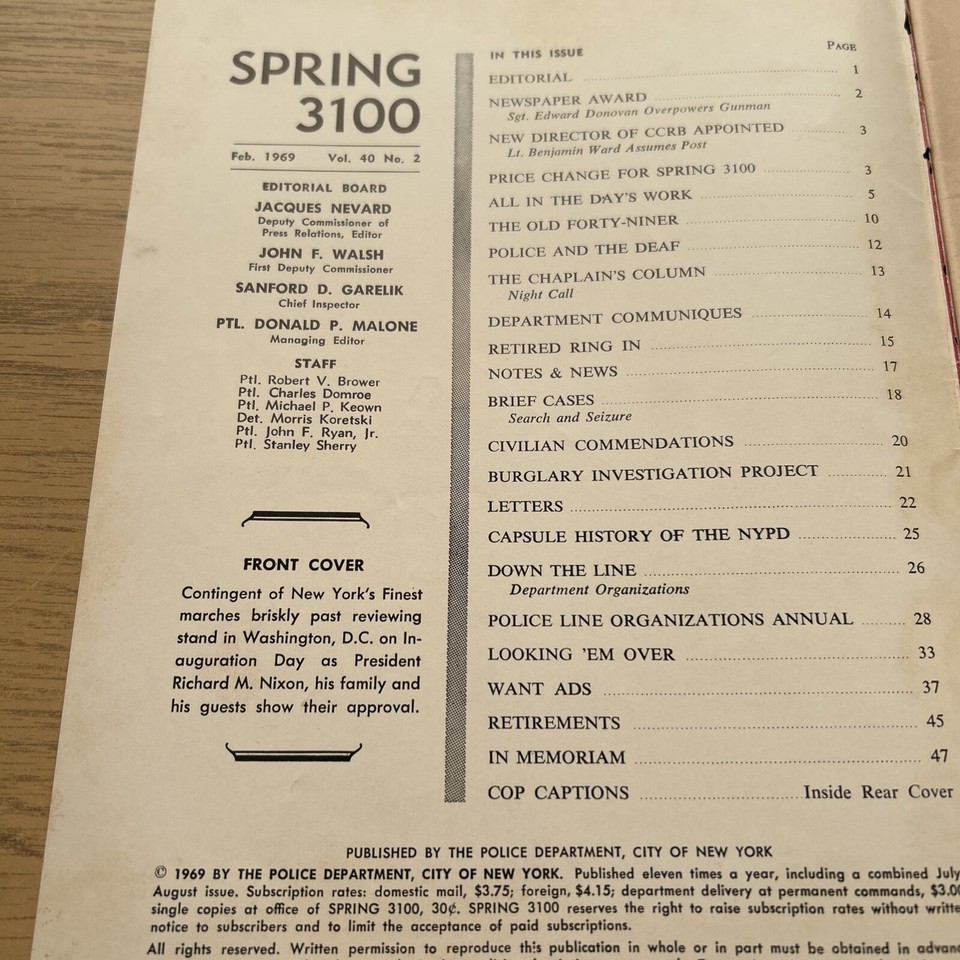 SPRING
3100
Feb. 1969 Vol. 40 No. 2
EDITORIAL BOARD
JACQUES NEVARD
Deputy Commissioner of
Press Relations, Editor
JOHN F. WALSH
First Deputy Commissioner
SANFORD D. GARELIK
Chief Inspector
PTL. DONALD P. MALONE
Managing Editor
STAFF
Ptl. Robert V. Brower
Ptl. Charles Domroe
Ptl. Michael P. Keown
Det. Morris Koretski
Ptl. John F. Ryan, Jr.
Ptl. Stanley Sherry
FRONT COVER
Contingent of New York's Finest
marches briskly past reviewing
stand in Washington, D.C. on In-
auguration Day as President
Richard M. Nixon, his family and
his guests show their approval.
IN THIS ISSUE PAGE
EDITORIAL 1
NEWSPAPER AWARD 2
Sgt. Edward Donovan Overpowers Gunman
NEW DIRECTOR OF CCRB APPOINTED 3
Lt. Benjamin Ward Assumes Post
PRICE CHANGE FOR SPRING 3100 3
ALL IN THE DAY'S WORK 5
THE OLD FORTY-NINER 10
POLICE AND THE DEAF 12
THE CHAPLAIN'S COLUMN 13
Night Call
DEPARTMENT COMMUNIQUES 14
RETIRED RING IN 15
NOTES & NEWS 17
BRIEF CASES 18
Search and Seizure
CIVILIAN COMMENDATIONS 20
BURGLARY INVESTIGATION PROJECT 21
LETTERS 22
CAPSULE HISTORY OF THE NYPD 25
DOWN THE LINE 26
Department Organizations
POLICE LINE ORGANIZATIONS ANNUAL 28
LOOKING 'EM OVER 33
WANT ADS 37
RETIREMENTS 45
IN MEMORIAM 47
COP CAPTIONS Inside Rear Cover
PUBLISHED BY THE POLICE DEPARTMENT, CITY OF NEW YORK
© 1969 BY THE POLICE DEPARTMENT, CITY OF NEW YORK. Published eleven times a year, including a combined July
August issue. Subscription rates: domestic mail, $3.75; foreign, $4.15; department delivery at permanent commands, $3.00
single copies at office of SPRING 3100, 30¢. SPRING 3100 reserves the right to raise subscription rates without writte
notice to subscribers and to limit the acceptance of paid subscriptions.
All rights reserved. Written permission to reproduce this publication in whole or in part must be obtained in advanc